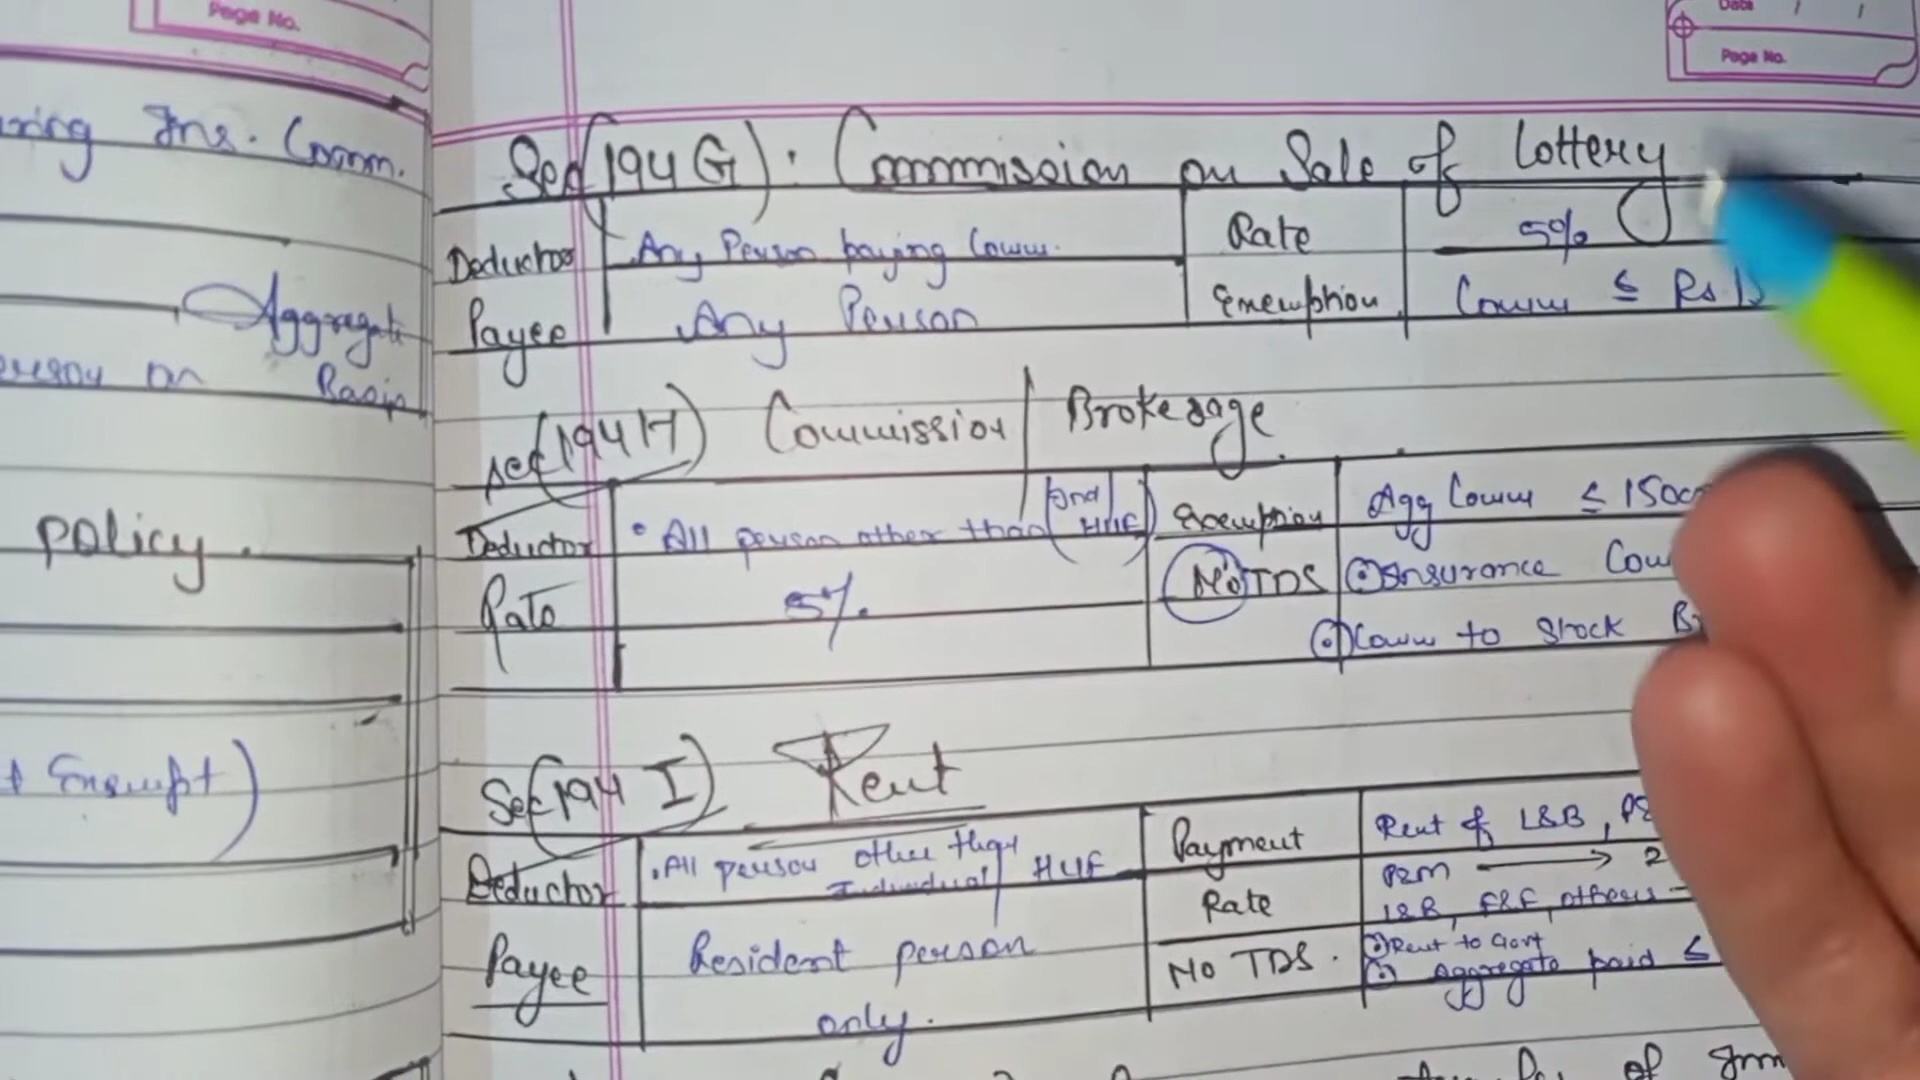 Page No.
Date / /
Page No.
Ins. Comm.
Aggregate
on Basis
policy.
Sec(194 G): Commission on Sale of Lottery
Deductor Any Person paying Comm. Rate 5%
Payee Any Person Exemption Comm ≤ Rs
Sec(194 H) Commission / Brokerage.
Deductor • All person other than (Ind/HUF) Exemption Agg Comm ≤ 1500
Rate 5%. No TDS Insurance
Comm to Stock
Sec(194 I) Rent
Deductor • All person other than Individual/HUF Payment Rent of L&B,
Rate P&M → 2
L&B, F&F, others -
Payee Resident person only. No TDS. Rent to Govt
Aggregate paid ≤
of Imm